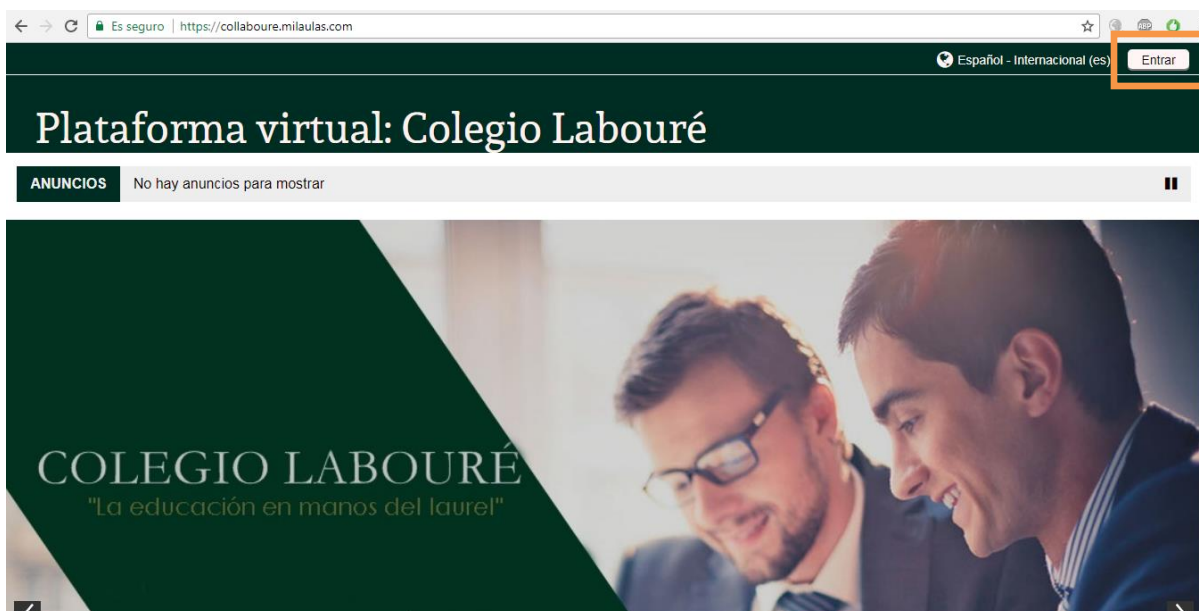 Es seguro | https://collaboure.milaulas.com
ABP
Español - Internacional (es)
Entrar
Plataforma virtual: Colegio Labouré
ANUNCIOS No hay anuncios para mostrar
COLEGIO LABOURÉ
"La educación en manos del laurel"